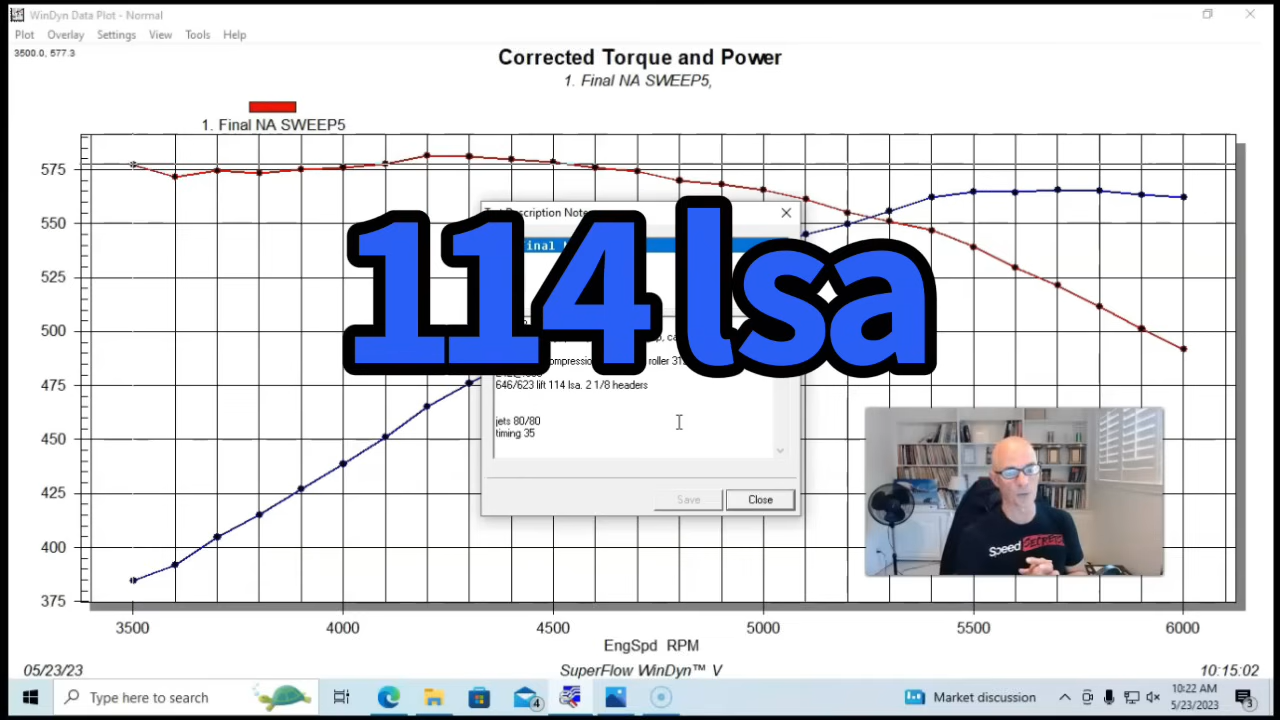 WinDyn Data Plot - Normal
Plot Overlay Settings View Tools Help
3500.0, 577.3
Corrected Torque and Power
1. Final NA SWEEP5,
1. Final NA SWEEP5
575
550
525
500
475
450
425
400
375
114 lsa
roller
646/623 lift 114 lsa. 2 1/8 headers
jets 80/80
timing 35
Save Close
Speed
3500 4000 4500 5000 5500 6000
EngSpd RPM
05/23/23 SuperFlow WinDyn™ V 10:15:02
Type here to search
4
Market discussion
10:22 AM
5/23/2023
3